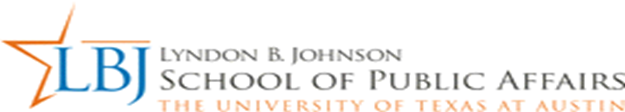 LBJ
LYNDON B. JOHNSON
SCHOOL OF PUBLIC AFFAIRS
THE UNIVERSITY OF TEXAS AT AUSTIN